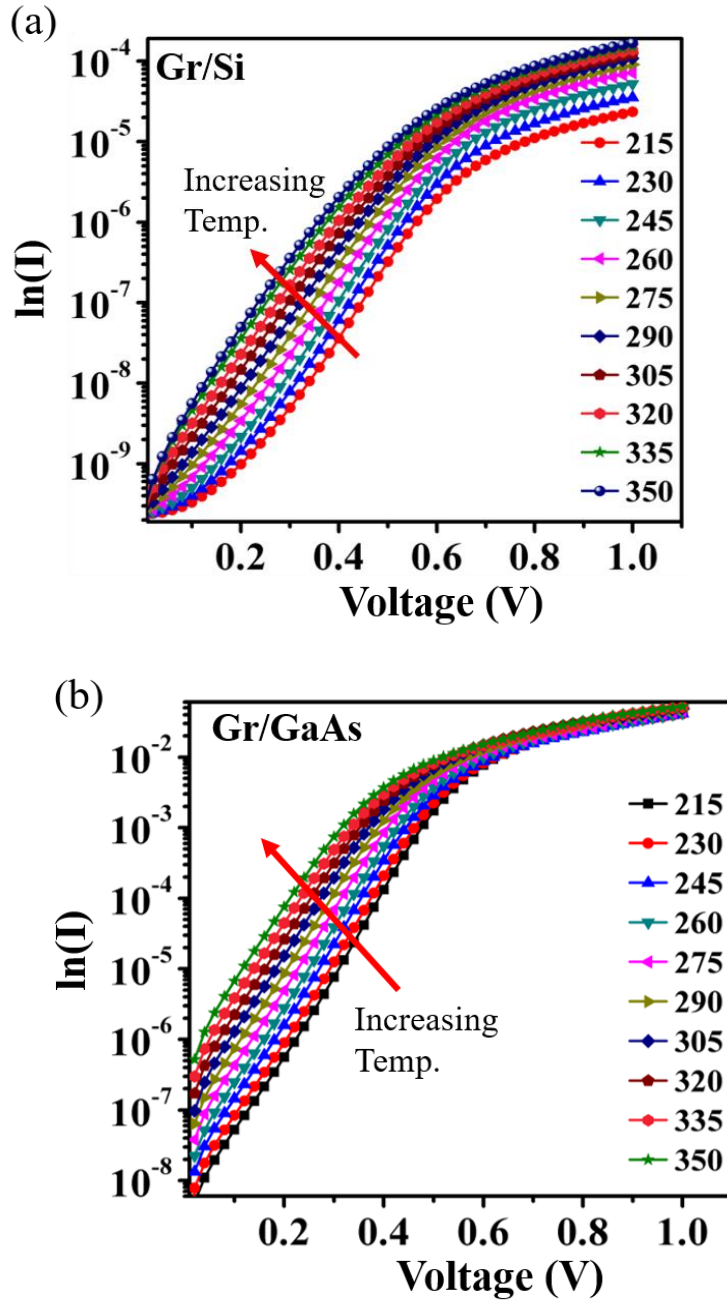 (a)
Gr/Si
10⁻⁴
10⁻⁵
10⁻⁶
10⁻⁷
10⁻⁸
10⁻⁹
ln(I)
Increasing
Temp.
215
230
245
260
275
290
305
320
335
350
0.2 0.4 0.6 0.8 1.0
Voltage (V)
(b)
Gr/GaAs
10⁻²
10⁻³
10⁻⁴
10⁻⁵
10⁻⁶
10⁻⁷
10⁻⁸
ln(I)
Increasing
Temp.
215
230
245
260
275
290
305
320
335
350
0.2 0.4 0.6 0.8 1.0
Voltage (V)